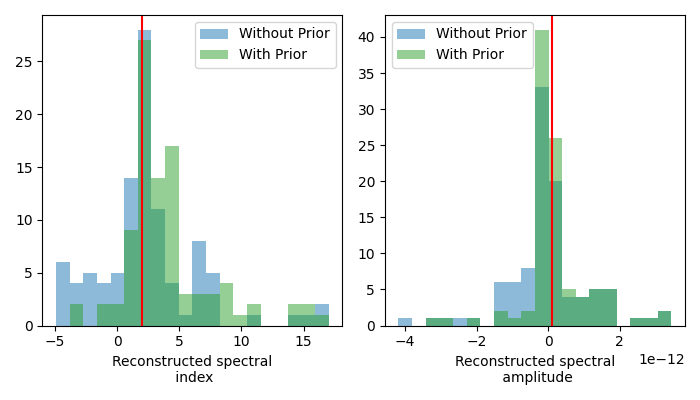 Without Prior
With Prior
25
20
15
10
5
0
−5
0
5
10
15
Reconstructed spectral
index
Without Prior
With Prior
40
35
30
25
20
15
10
5
0
−4
−2
0
2
1e−12
Reconstructed spectral
amplitude